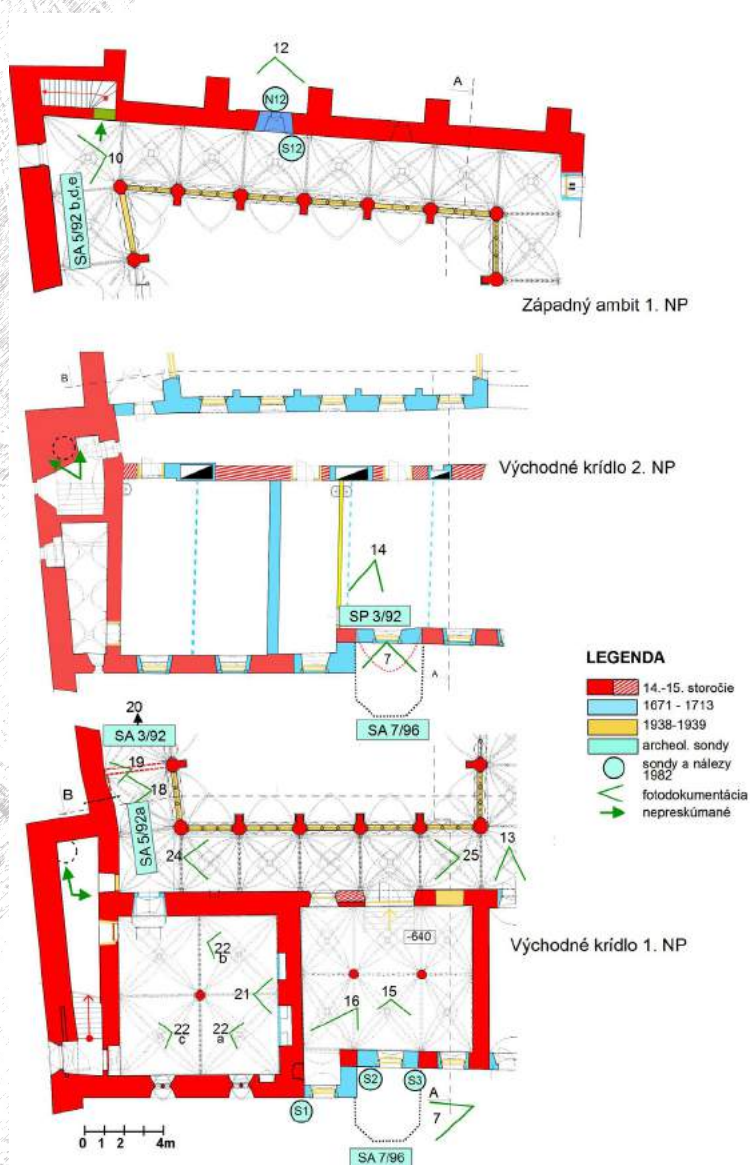 12
A
N12
S12
10
SA 5/92 b,d,e
Západný ambit 1. NP
B
Východné krídlo 2. NP
14
SP 3/92
7
A
SA 7/96
LEGENDA
14.-15. storočie
1671 - 1713
1938-1939
archeol. sondy
sondy a nálezy
1982
fotodokumentácia
nepreskúmané
20
SA 3/92
19
18
B
SA 5/92a
24
25
13
-640
Východné krídlo 1. NP
22
b
21
16
15
22
c
22
a
S1
S2
S3
A
7
0 1 2 4m
SA 7/96